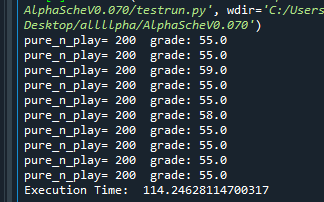 AlphaScheV0.070/testrun.py', wdir='C:/Users
Desktop/allllpha/AlphaScheV0.070')
pure_n_play= 200  grade: 55.0
pure_n_play= 200  grade: 55.0
pure_n_play= 200  grade: 59.0
pure_n_play= 200  grade: 55.0
pure_n_play= 200  grade: 55.0
pure_n_play= 200  grade: 58.0
pure_n_play= 200  grade: 55.0
pure_n_play= 200  grade: 55.0
pure_n_play= 200  grade: 55.0
pure_n_play= 200  grade: 55.0
Execution Time:  114.24628114700317